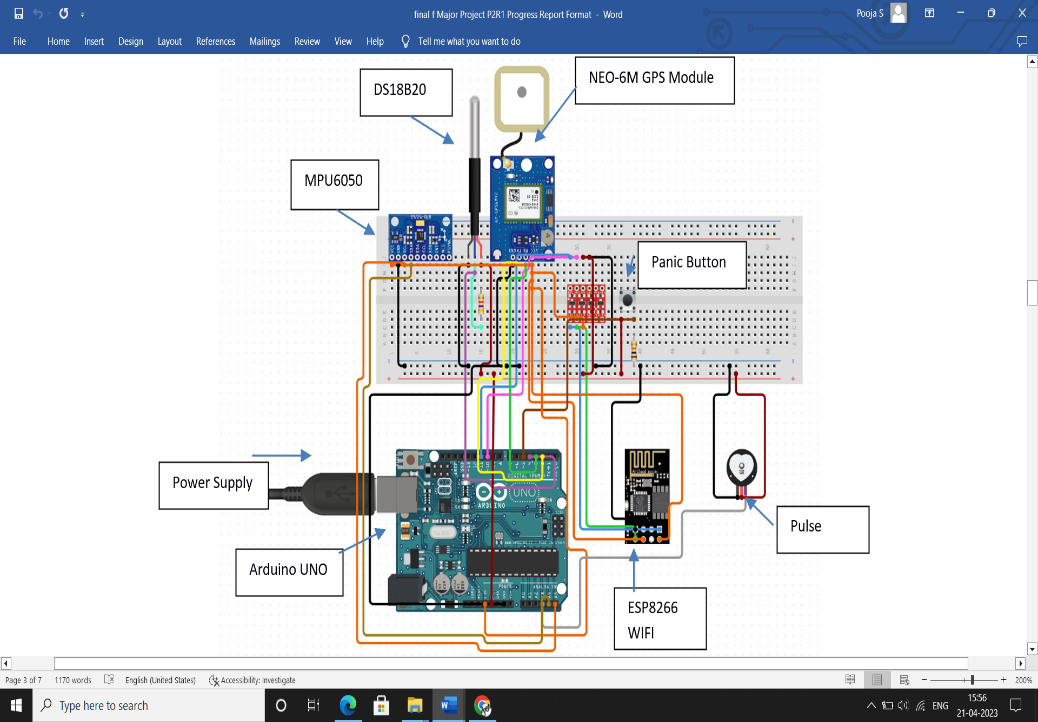 final f Major Project P2R1 Progress Report Format - Word
Pooja S
File Home Insert Design Layout References Mailings Review View Help Tell me what you want to do
DS18B20
NEO-6M GPS Module
MPU6050
Panic Button
Power Supply
UNO
ARDUINO
Pulse
Arduino UNO
ESP8266
WIFI
Page 3 of 7 1170 words English (United States) Accessibility: Investigate
200%
Type here to search
ENG
15:56
21-04-2023